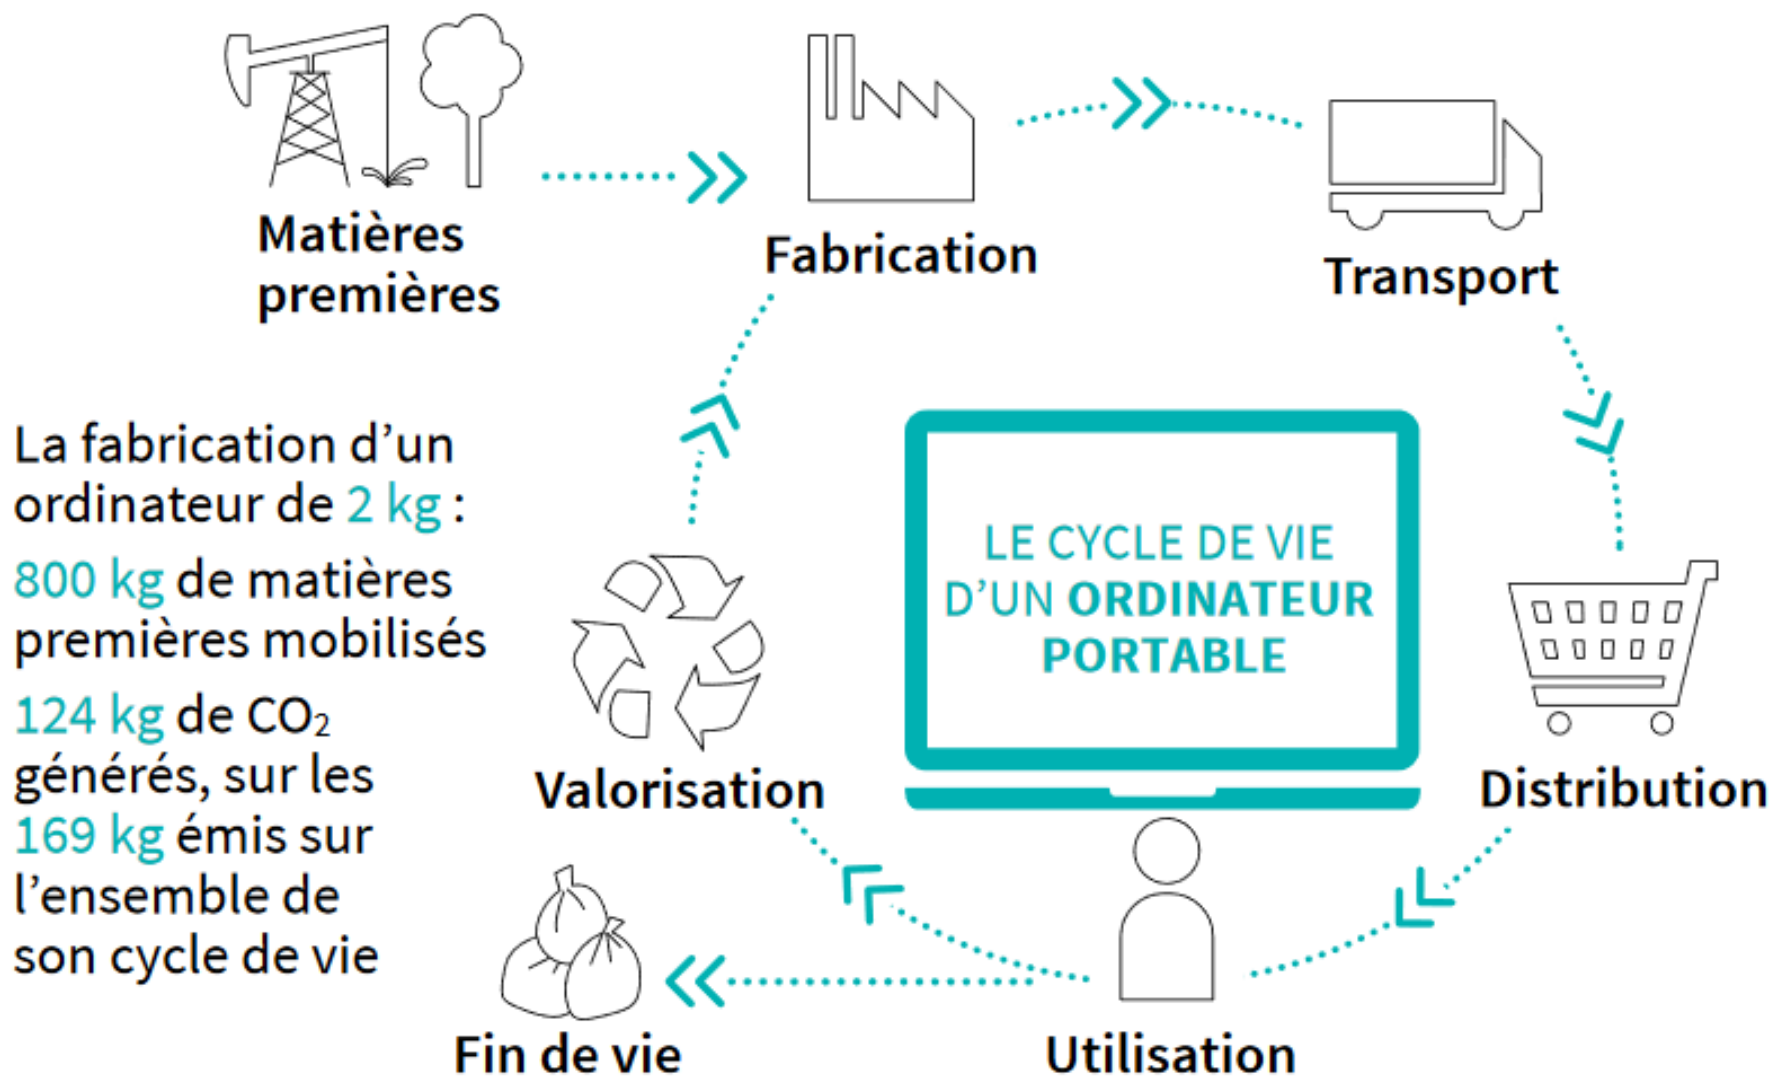 Matières
premières
Fabrication
Transport
La fabrication d’un
ordinateur de 2 kg :
800 kg de matières
premières mobilisés
124 kg de CO₂
générés, sur les
169 kg émis sur
l’ensemble de
son cycle de vie
LE CYCLE DE VIE
D’UN ORDINATEUR
PORTABLE
Valorisation
Distribution
Fin de vie
Utilisation